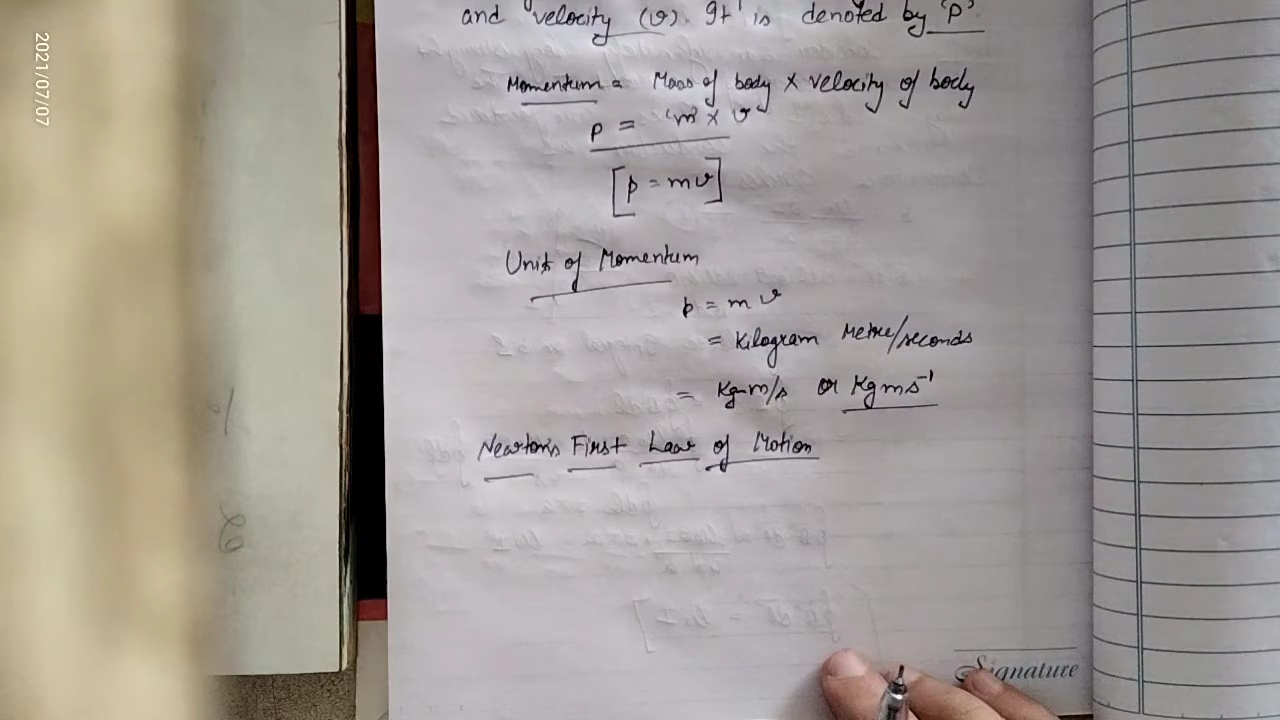 and velocity (v). It is denoted by 'P'
Momentum = Mass of body × velocity of body
P = 'm' × v
[p = mv]
Unit of Momentum
p = mv
= Kilogram Metre/seconds
= Kg-m/s or Kgms⁻¹
Newton's First Law of Motion
Signature
2021/07/07